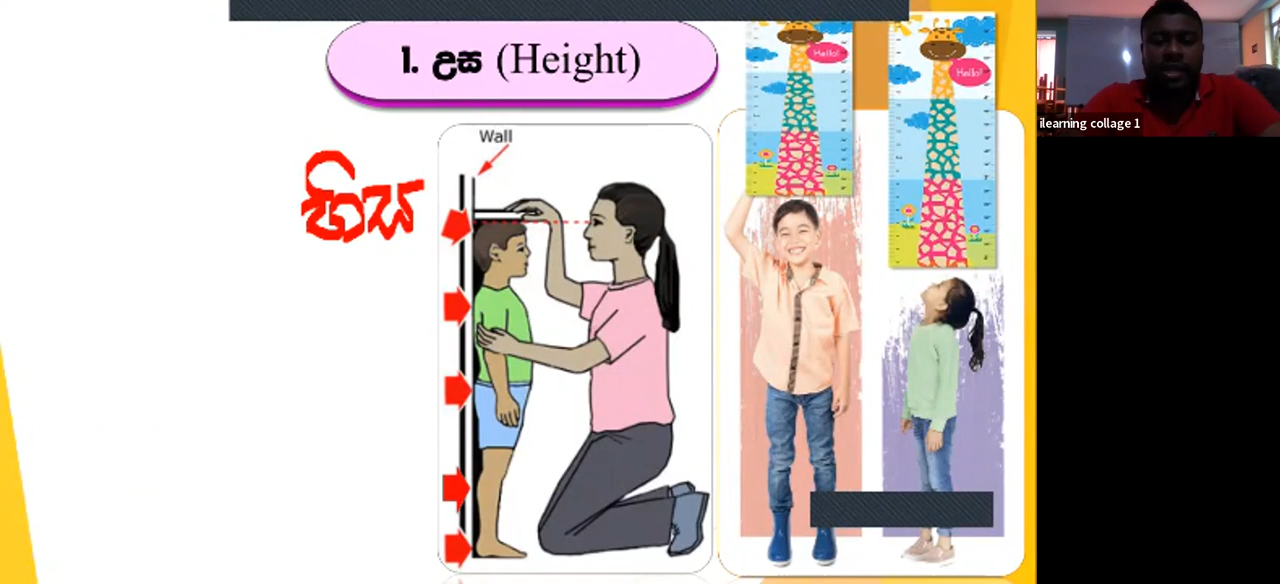 1. උස (Height)
Wall
හිස
Hello!
Hello!
ilearning collage 1